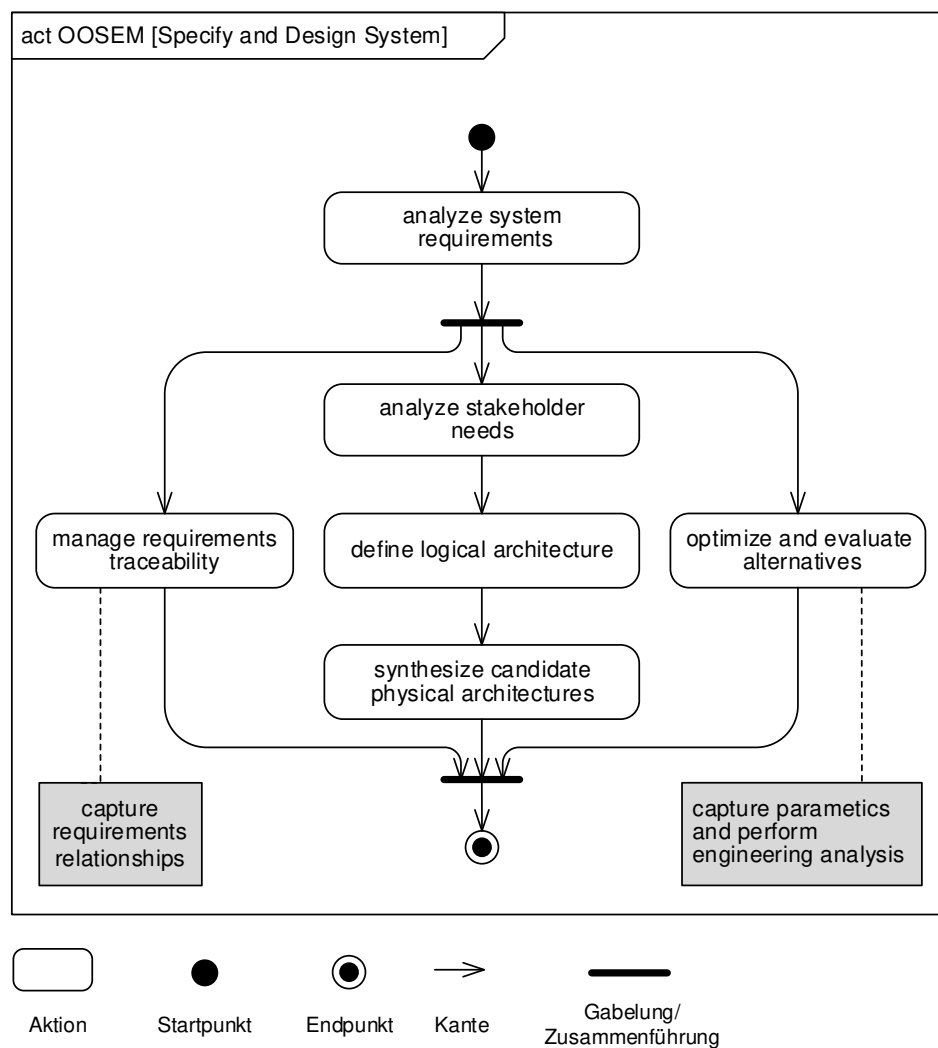 act OOSEM [Specify and Design System]
analyze system
requirements
analyze stakeholder
needs
manage requirements
traceability
define logical architecture
optimize and evaluate
alternatives
synthesize candidate
physical architectures
capture
requirements
relationships
capture parametics
and perform
engineering analysis
Aktion
Startpunkt
Endpunkt
Kante
Gabelung/
Zusammenführung